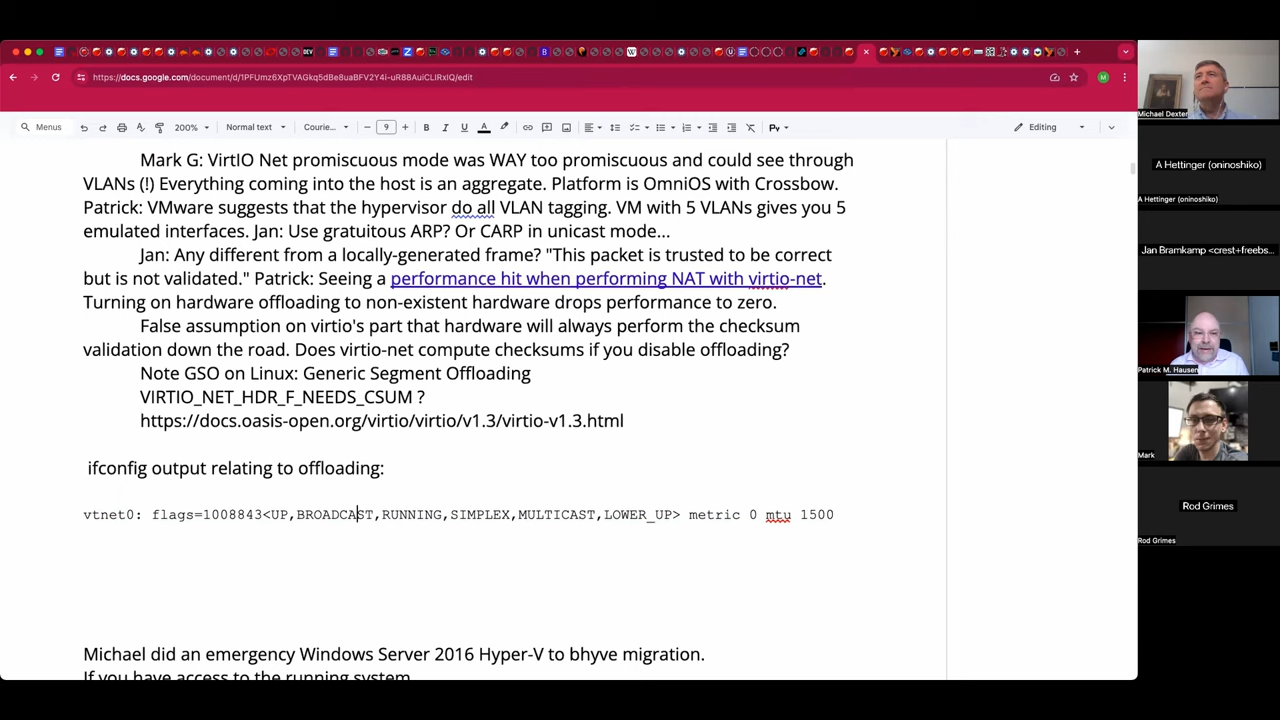 https://docs.google.com/document/d/1PFUmz6XpTVAGkq5dBe8uaBFV2Y4i-uR88AuiCLIRxIQ/edit
Menus
200%
Normal text
Courie...
9
Editing
Mark G: VirtIO Net promiscuous mode was WAY too promiscuous and could see through
VLANs (!) Everything coming into the host is an aggregate. Platform is OmniOS with Crossbow.
Patrick: VMware suggests that the hypervisor do all VLAN tagging. VM with 5 VLANs gives you 5
emulated interfaces. Jan: Use gratuitous ARP? Or CARP in unicast mode...
Jan: Any different from a locally-generated frame? "This packet is trusted to be correct
but is not validated." Patrick: Seeing a performance hit when performing NAT with virtio-net.
Turning on hardware offloading to non-existent hardware drops performance to zero.
False assumption on virtio's part that hardware will always perform the checksum
validation down the road. Does virtio-net compute checksums if you disable offloading?
Note GSO on Linux: Generic Segment Offloading
VIRTIO_NET_HDR_F_NEEDS_CSUM ?
https://docs.oasis-open.org/virtio/virtio/v1.3/virtio-v1.3.html
ifconfig output relating to offloading:
vtnet0: flags=1008843<UP,BROADCAST,RUNNING,SIMPLEX,MULTICAST,LOWER_UP> metric 0 mtu 1500
Michael did an emergency Windows Server 2016 Hyper-V to bhyve migration.
If you have access to the running system
Michael Dexter
A Hettinger (oninoshiko)
A Hettinger (oninoshiko)
Jan Bramkamp <crest+freebs...
Patrick M. Hausen
Mark
Rod Grimes
Rod Grimes